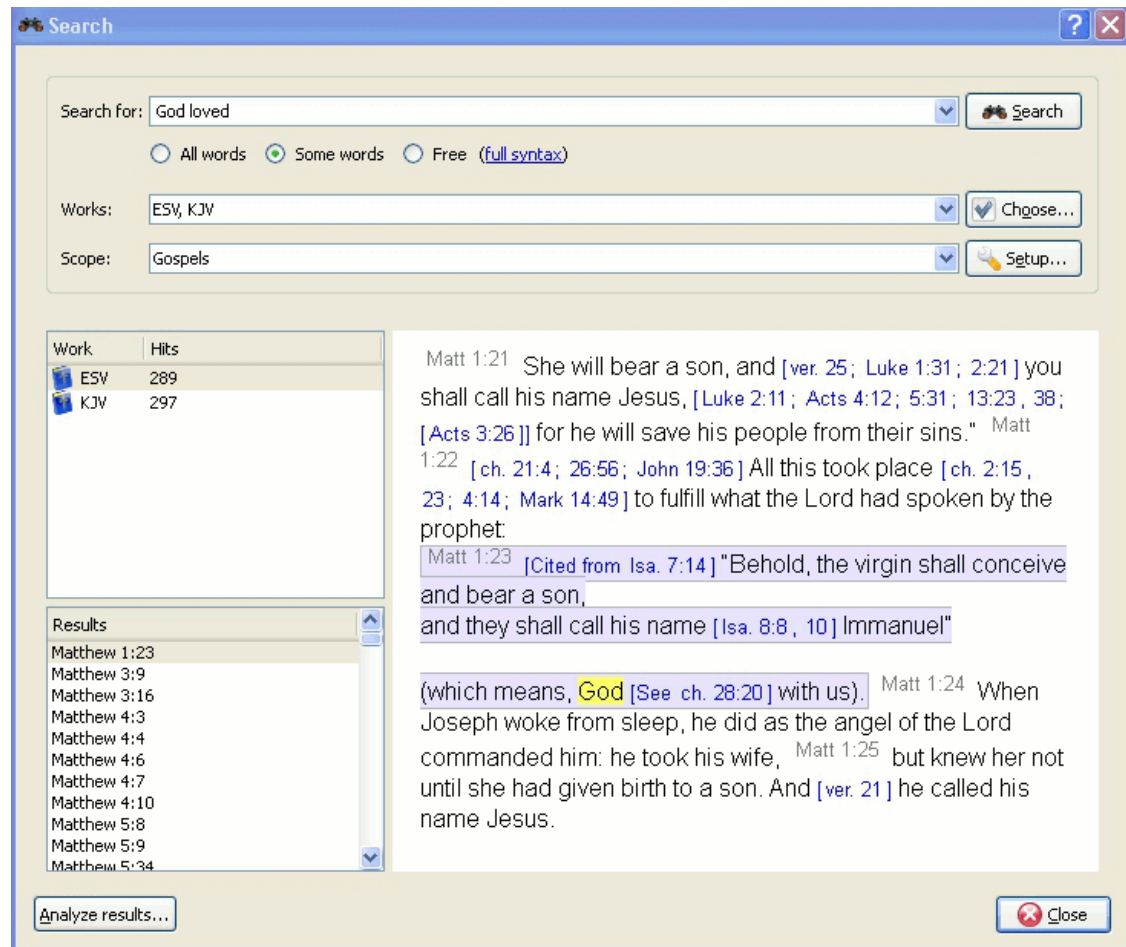 Search
Search for: God loved Search
All words Some words Free (full syntax)
Works: ESV, KJV Choose...
Scope: Gospels Setup...
Work Hits
ESV 289
KJV 297
Results
Matthew 1:23
Matthew 3:9
Matthew 3:16
Matthew 4:3
Matthew 4:4
Matthew 4:6
Matthew 4:7
Matthew 4:10
Matthew 5:8
Matthew 5:9
Matthew 5:34
Matt 1:21 She will bear a son, and [ver. 25; Luke 1:31; 2:21] you
shall call his name Jesus, [Luke 2:11; Acts 4:12; 5:31; 13:23, 38;
[Acts 3:26]] for he will save his people from their sins." Matt
1:22 [ch. 21:4; 26:56; John 19:36] All this took place [ch. 2:15,
23; 4:14; Mark 14:49] to fulfill what the Lord had spoken by the
prophet:
Matt 1:23 [Cited from Isa. 7:14] "Behold, the virgin shall conceive
and bear a son,
and they shall call his name [Isa. 8:8, 10] Immanuel"
(which means, God [See ch. 28:20] with us). Matt 1:24 When
Joseph woke from sleep, he did as the angel of the Lord
commanded him: he took his wife, Matt 1:25 but knew her not
until she had given birth to a son. And [ver. 21] he called his
name Jesus.
Analyze results... Close